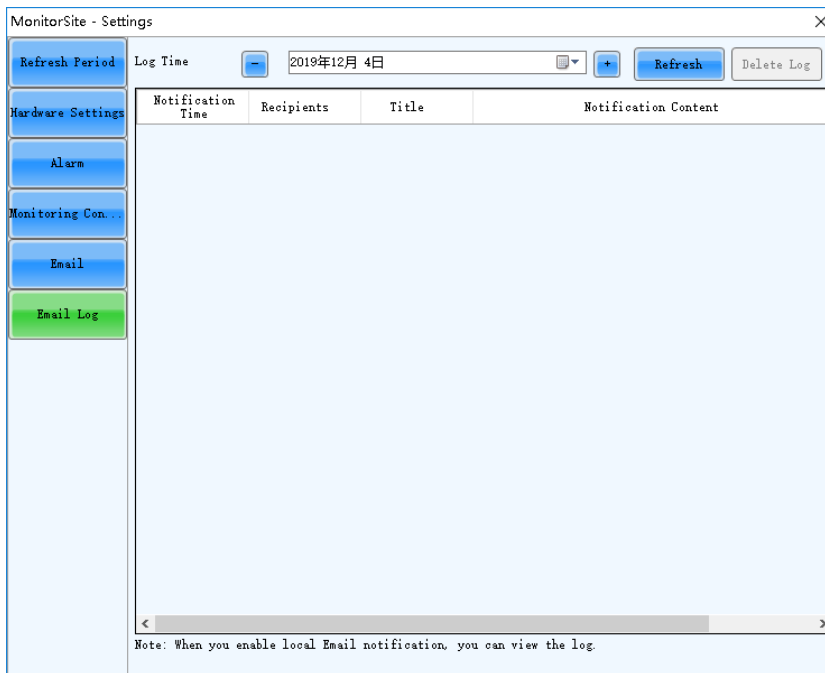 MonitorSite - Settings
Refresh Period
Log Time
-
2019年12月 4日
+
Refresh
Delete Log
Hardware Settings
Notification Time
Recipients
Title
Notification Content
Alarm
Monitoring Con...
Email
Email Log
Note: When you enable local Email notification, you can view the log.